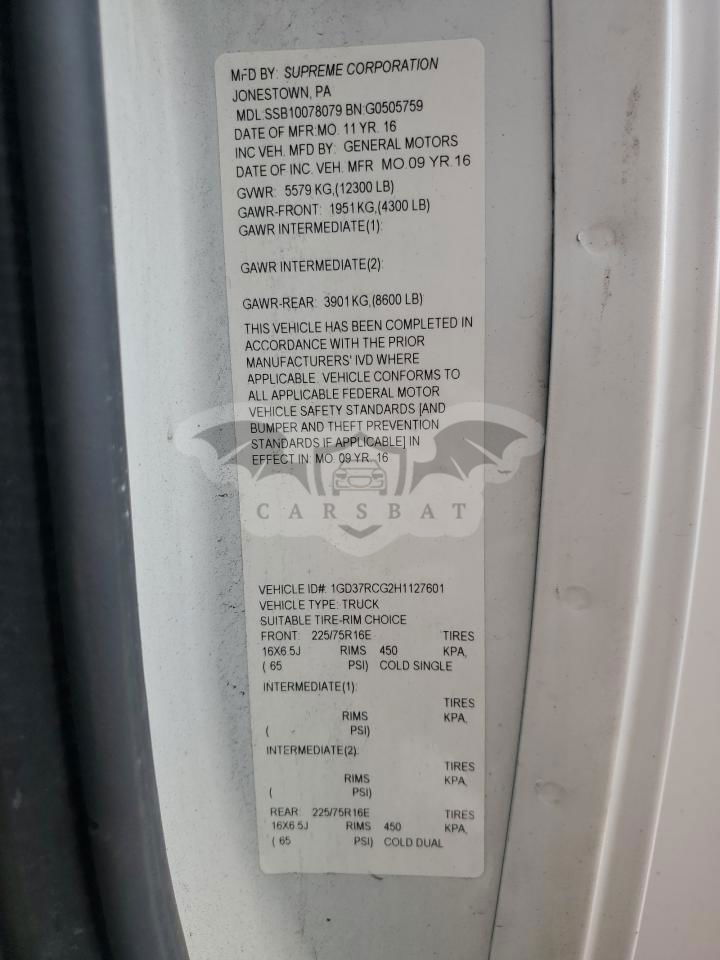 MFD BY: SUPREME CORPORATION
JONESTOWN, PA
MDL:SSB10078079 BN:G0505759
DATE OF MFR:MO. 11 YR. 16
INC VEH. MFD BY: GENERAL MOTORS
DATE OF INC. VEH. MFR MO. 09 YR. 16
GVWR: 5579 KG,(12300 LB)
GAWR-FRONT: 1951 KG,(4300 LB)
GAWR INTERMEDIATE(1):
GAWR INTERMEDIATE(2):
GAWR-REAR: 3901 KG,(8600 LB)
THIS VEHICLE HAS BEEN COMPLETED IN
ACCORDANCE WITH THE PRIOR
MANUFACTURERS' IVD WHERE
APPLICABLE. VEHICLE CONFORMS TO
ALL APPLICABLE FEDERAL MOTOR
VEHICLE SAFETY STANDARDS [AND
BUMPER AND THEFT PREVENTION
STANDARDS IF APPLICABLE] IN
EFFECT IN: MO. 09 YR. 16
CARSBAT
VEHICLE ID#: 1GD37RCG2H1127601
VEHICLE TYPE: TRUCK
SUITABLE TIRE-RIM CHOICE
FRONT: 225/75R16E TIRES
16X6.5J RIMS 450 KPA,
( 65 PSI) COLD SINGLE
INTERMEDIATE(1):
TIRES
RIMS KPA,
( PSI)
INTERMEDIATE(2):
TIRES
RIMS KPA,
( PSI)
REAR: 225/75R16E TIRES
16X6.5J RIMS 450 KPA,
( 65 PSI) COLD DUAL